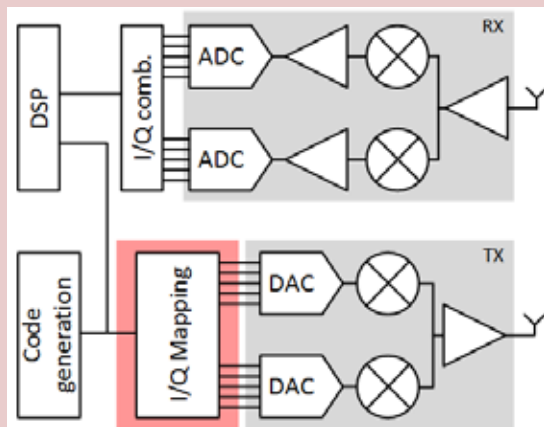 RX
DSP
I/Q comb.
ADC
ADC
TX
Code
generation
I/Q Mapping
DAC
DAC